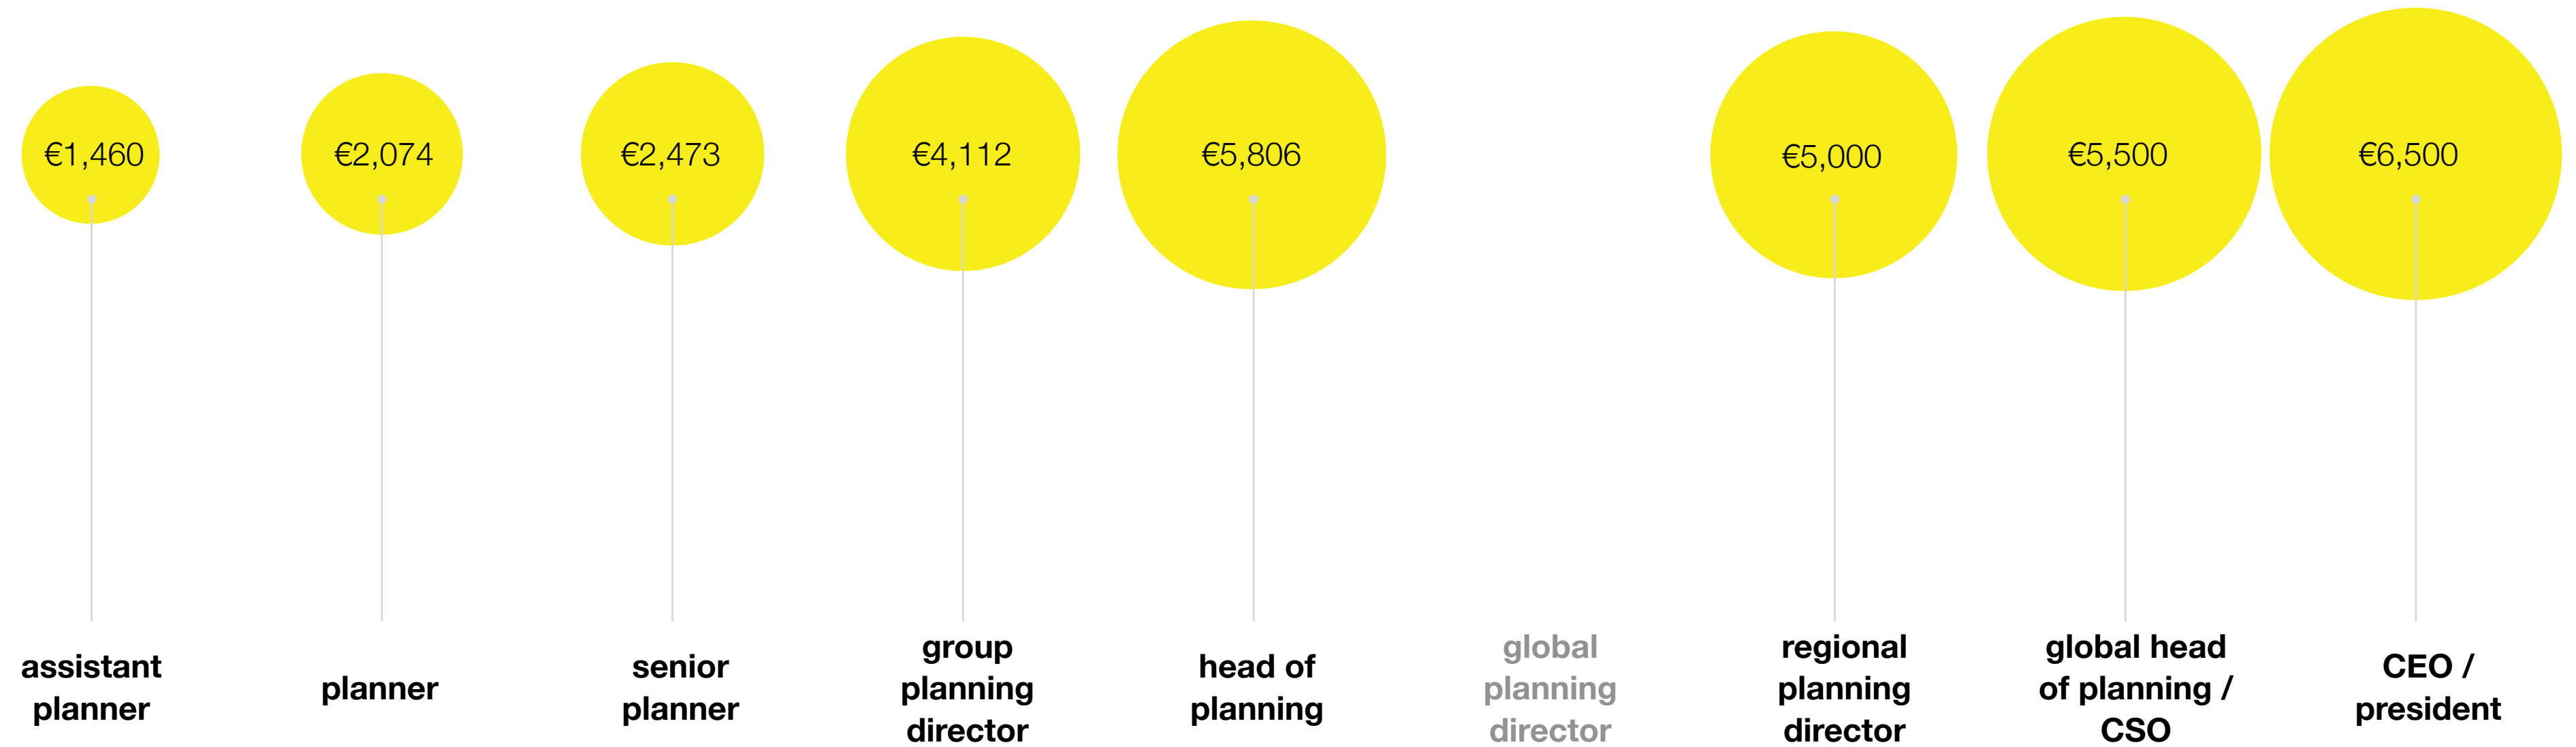 €1,460
€2,074
€2,473
€4,112
€5,806
€5,000
€5,500
€6,500
assistant
planner
planner
senior
planner
group
planning
director
head of
planning
global
planning
director
regional
planning
director
global head
of planning /
CSO
CEO /
president